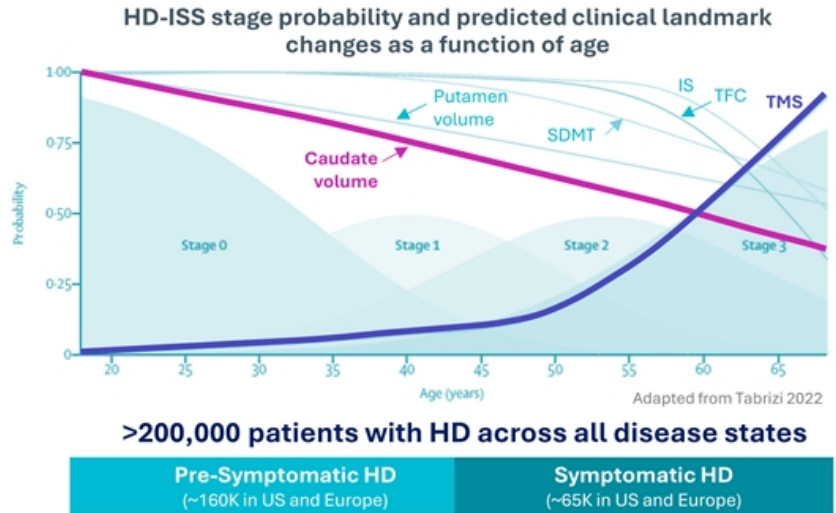 HD-ISS stage probability and predicted clinical landmark
changes as a function of age
Probability
1·00
0·75
0·50
0·25
0
Putamen
volume
Caudate
volume
SDMT
IS
TFC
TMS
Stage 0
Stage 1
Stage 2
Stage 3
20
25
30
35
40
45
50
55
60
65
Age (years)
Adapted from Tabrizi 2022
>200,000 patients with HD across all disease states
Pre-Symptomatic HD
(~160K in US and Europe)
Symptomatic HD
(~65K in US and Europe)